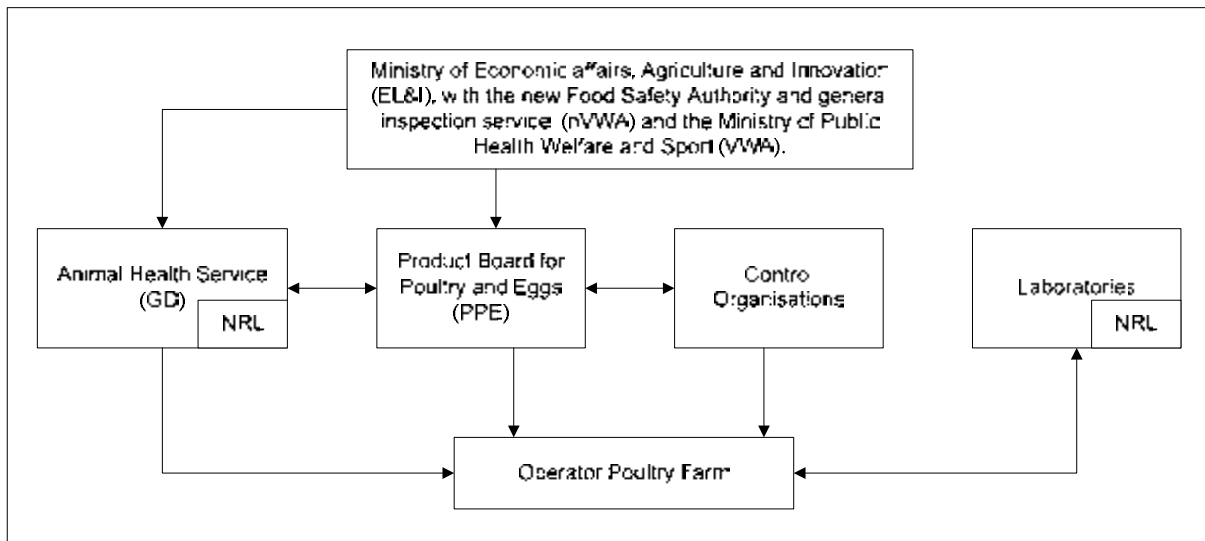 Ministry of Economic affairs, Agriculture and Innovation
(EL&I), with the new Food Safety Authority and genera
inspection service (nVWA) and the Ministry of Public
Health Welfare and Sport (VWA).
Animal Health Service
(GD)
NRL
Product Board for
Poultry and Eggs
(PPE)
Contro
Organisations
Laboratories
NRL
Operator Poultry Farm